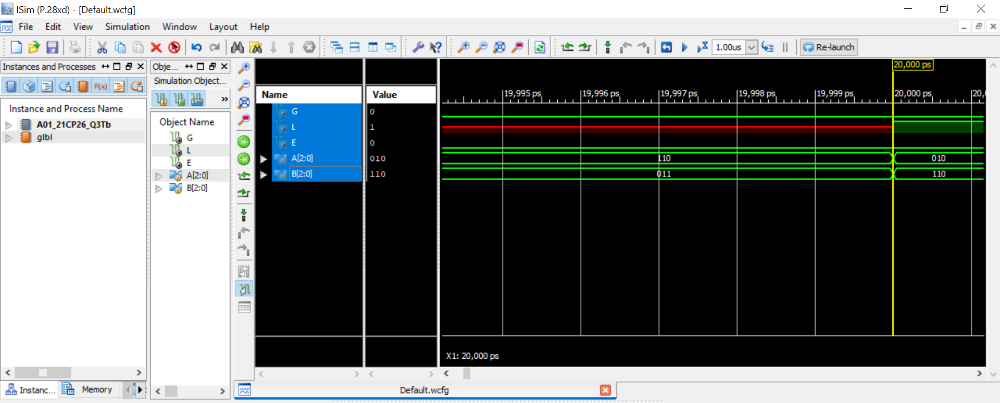 ISim (P.28xd) - [Default.wcfg]
File Edit View Simulation Window Layout Help
1.00us
Re-launch
Instances and Processes
Obje...
Simulation Object...
F(x)
Instance and Process Name
A01_21CP26_Q3Tb
glbl
Object Name
G
L
E
A[2:0]
B[2:0]
Name Value
G 0
L 1
E 0
A[2:0] 010
B[2:0] 110
20,000 ps
19,995 ps 19,996 ps 19,997 ps 19,998 ps 19,999 ps 20,000 ps 20,
110 010
011 110
X1: 20,000 ps
Instanc... Memory
Default.wcfg